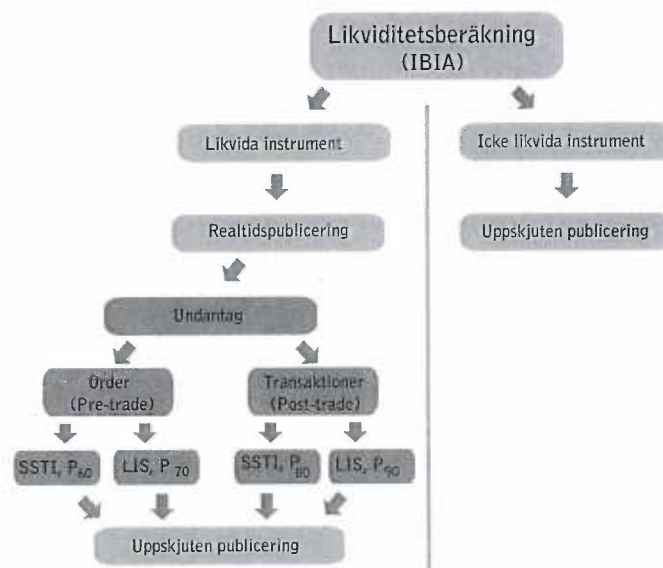 Likviditetsberäkning
(IBIA)
Likvida instrument
Icke likvida instrument
Realtidspublicering
Uppskjuten publicering
Undantag
Order
(Pre-trade)
Transaktioner
(Post-trade)
SSTI, P60
LIS, P 70
SSTI, P80
LIS, P90
Uppskjuten publicering